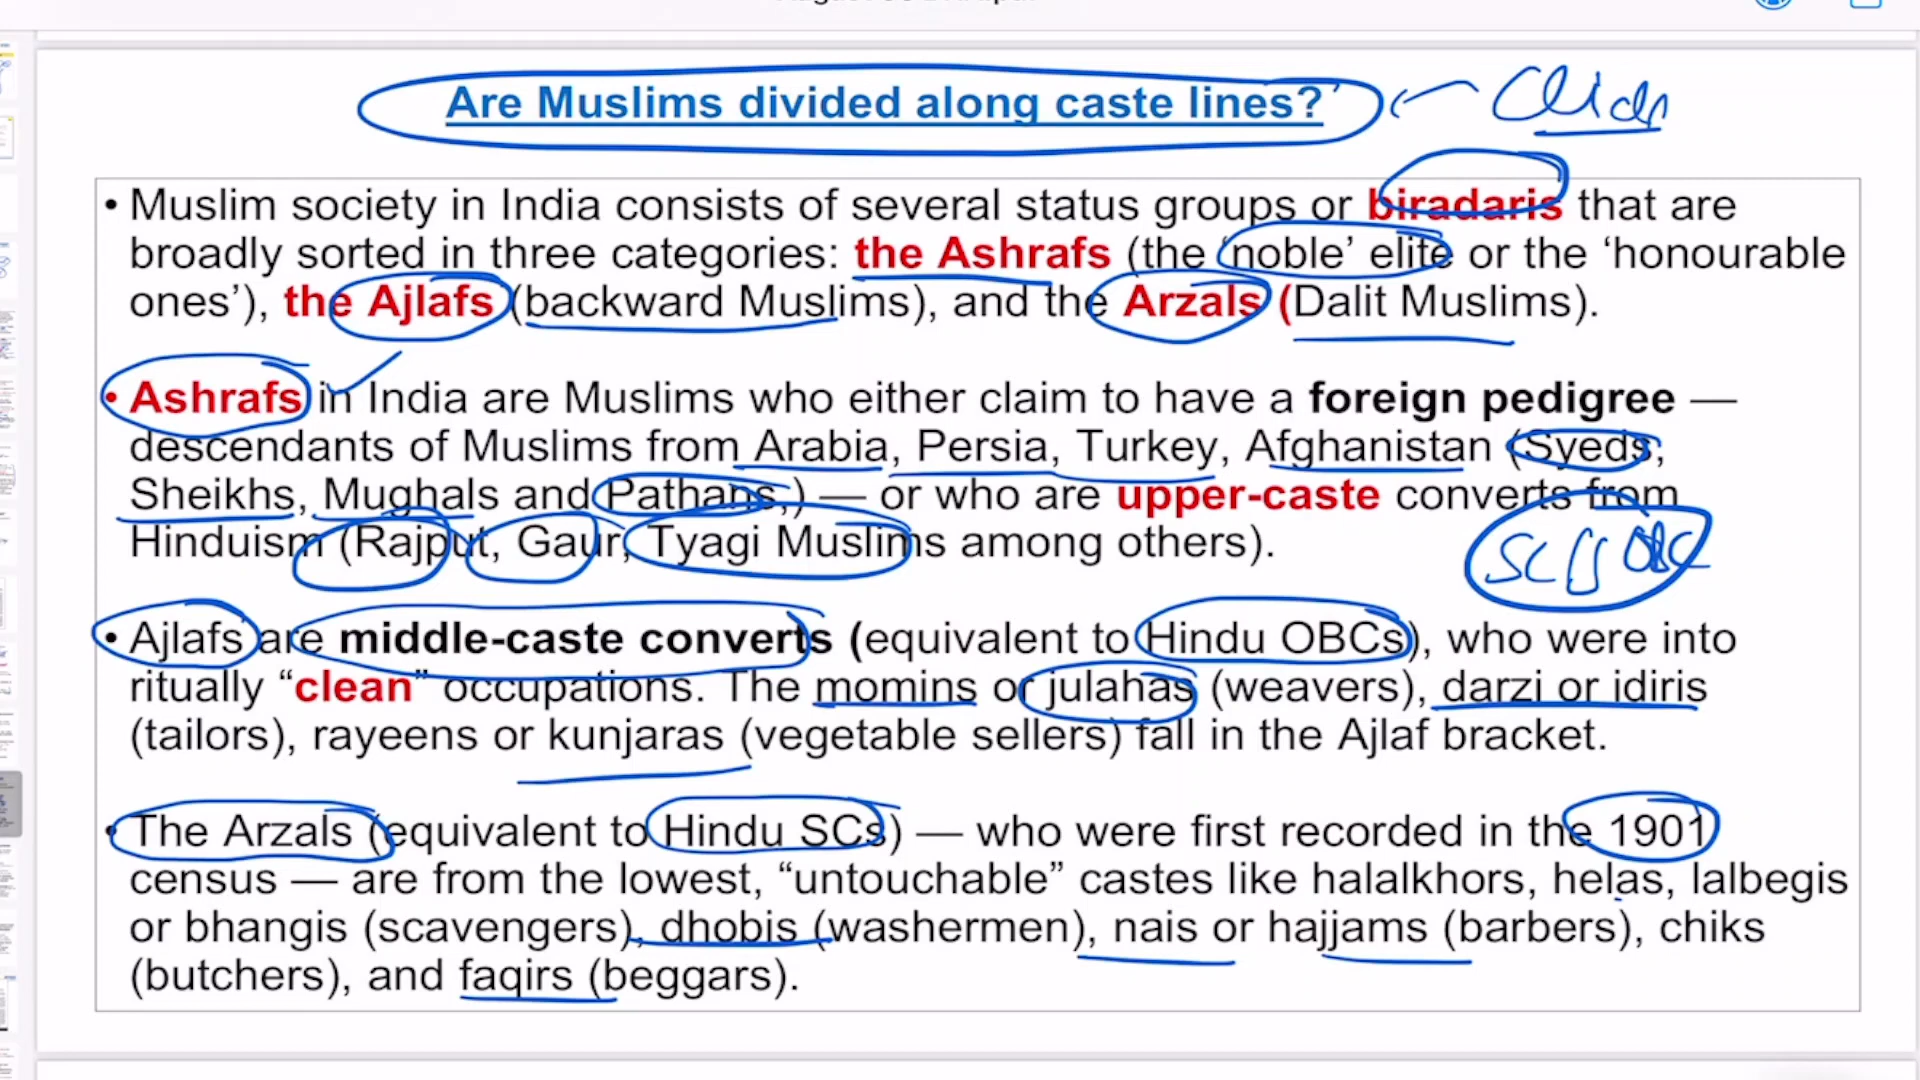 Are Muslims divided along caste lines?
• Muslim society in India consists of several status groups or biradaris that are
broadly sorted in three categories: the Ashrafs (the ‘noble’ elite or the ‘honourable
ones’), the Ajlafs (backward Muslims), and the Arzals (Dalit Muslims).
• Ashrafs in India are Muslims who either claim to have a foreign pedigree —
descendants of Muslims from Arabia, Persia, Turkey, Afghanistan (Syeds,
Sheikhs, Mughals and Pathans,) — or who are upper-caste converts from
Hinduism (Rajput, Gaur, Tyagi Muslims among others).
SC OBC
• Ajlafs are middle-caste converts (equivalent to Hindu OBCs), who were into
ritually “clean” occupations. The momins or julahas (weavers), darzi or idiris
(tailors), rayeens or kunjaras (vegetable sellers) fall in the Ajlaf bracket.
• The Arzals (equivalent to Hindu SCs) — who were first recorded in the 1901
census — are from the lowest, “untouchable” castes like halalkhors, helas, lalbegis
or bhangis (scavengers), dhobis (washermen), nais or hajjams (barbers), chiks
(butchers), and faqirs (beggars).